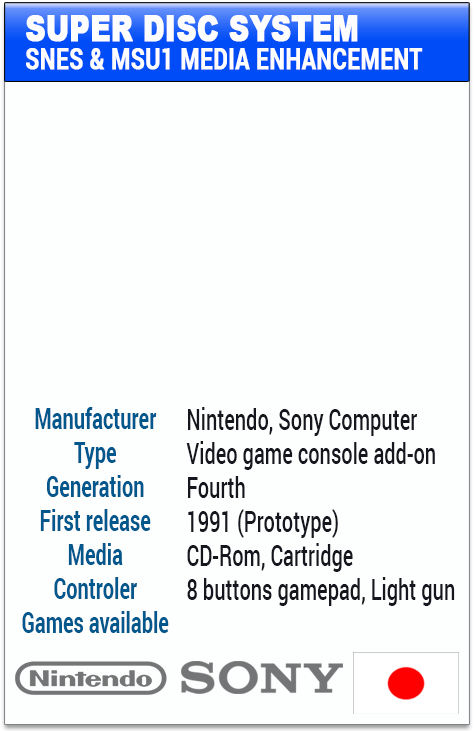 SUPER DISC SYSTEM
SNES & MSU1 MEDIA ENHANCEMENT
Manufacturer Nintendo, Sony Computer
Type Video game console add-on
Generation Fourth
First release 1991 (Prototype)
Media CD-Rom, Cartridge
Controler 8 buttons gamepad, Light gun
Games available
Nintendo SONY